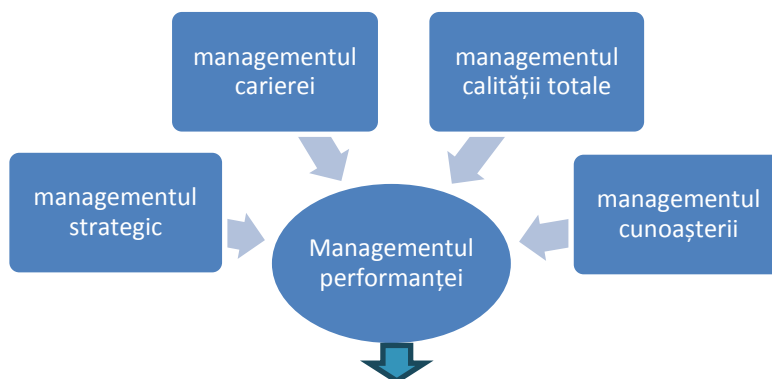 managementul
carierei
managementul
calității totale
managementul
strategic
managementul
cunoașterii
Managementul
performanței